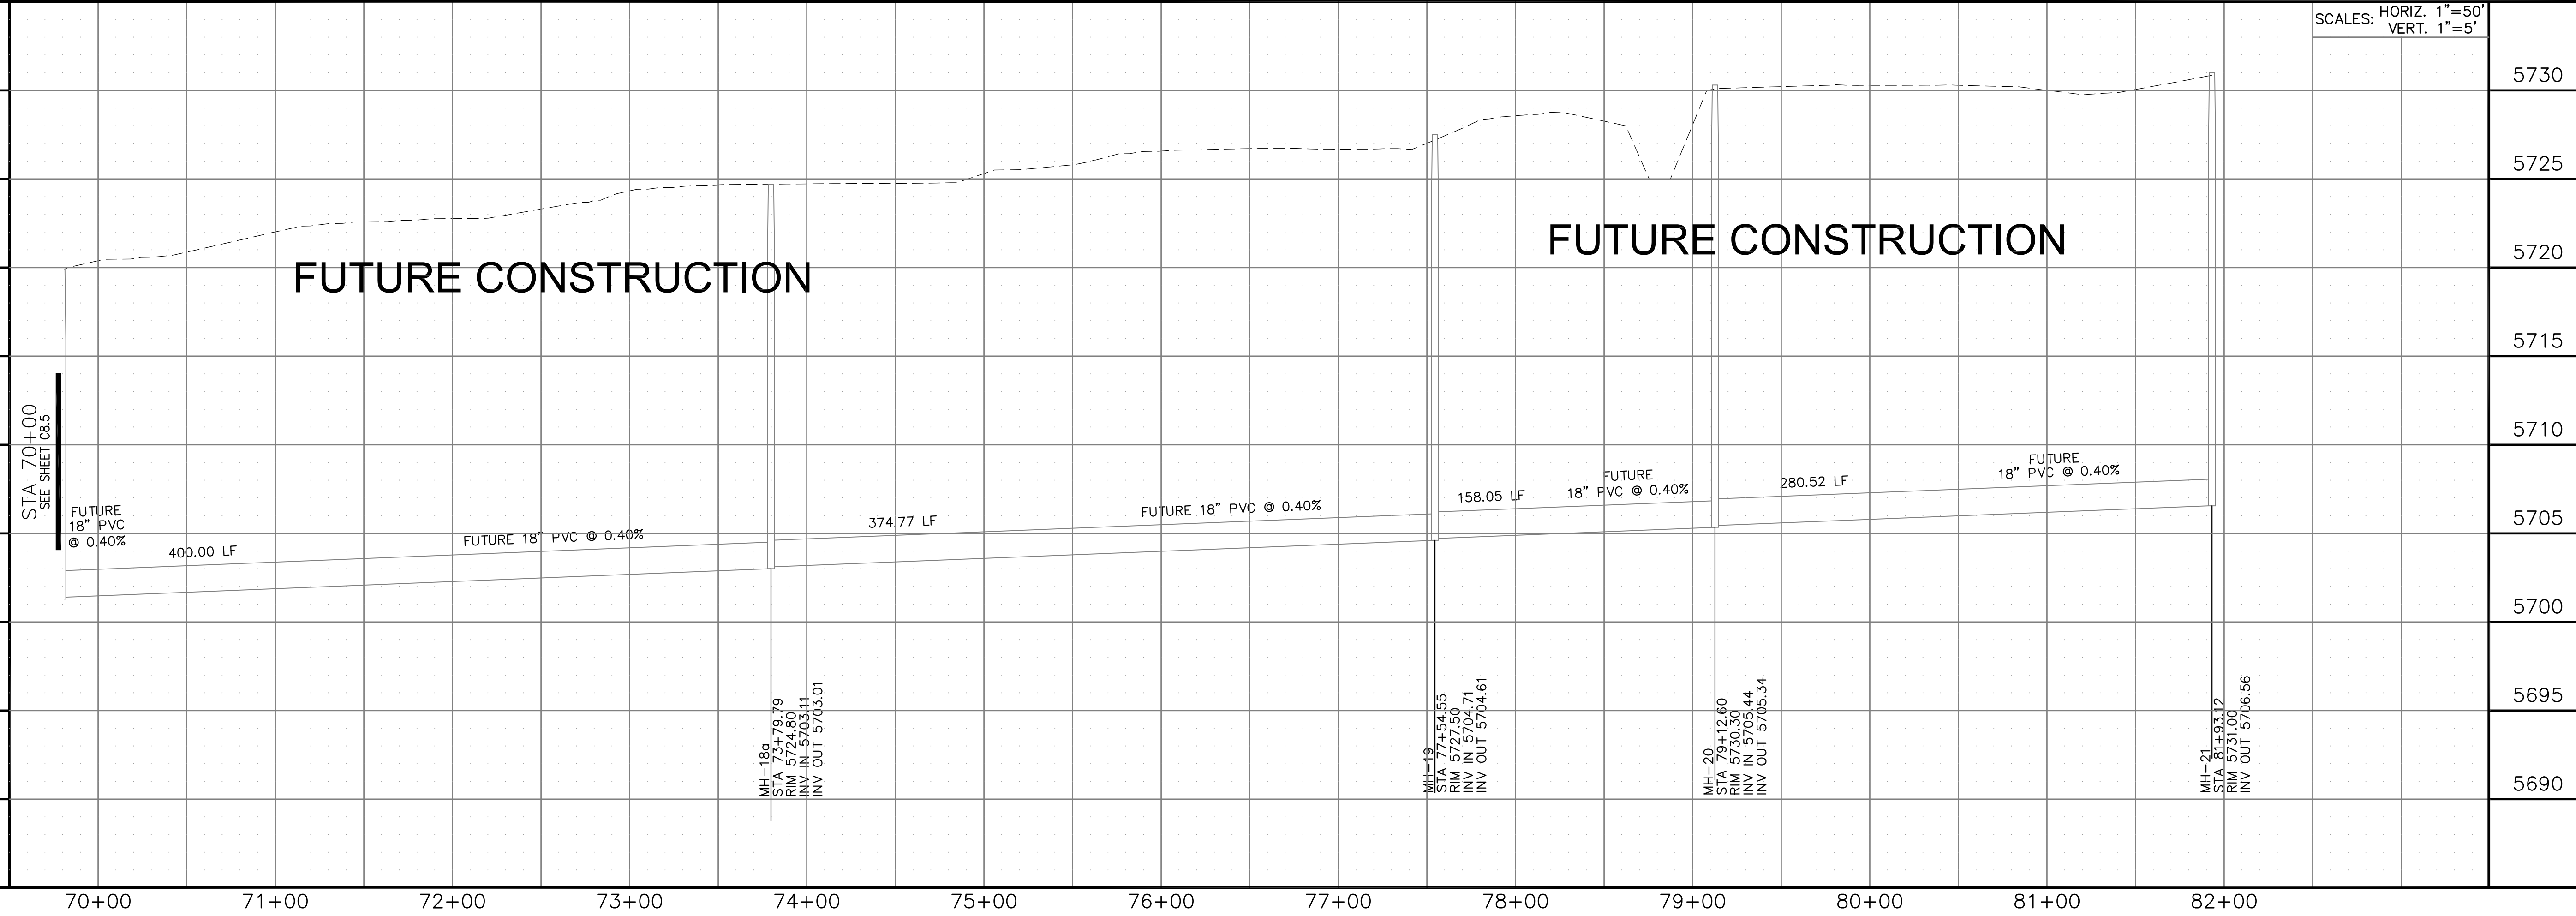 SCALES: HORIZ. 1"=50'
VERT. 1"=5'
5730
5725
5720
5715
5710
5705
5700
5695
5690
FUTURE CONSTRUCTION
FUTURE CONSTRUCTION
STA 70+00
SEE SHEET C8.5
FUTURE
18" PVC
@ 0.40%
400.00 LF
FUTURE 18" PVC @ 0.40%
374.77 LF
FUTURE 18" PVC @ 0.40%
158.05 LF
FUTURE
18" PVC @ 0.40%
280.52 LF
FUTURE
18" PVC @ 0.40%
MH-18a
STA 73+79.79
RIM 5724.80
INV IN 5703.11
INV OUT 5703.01
MH-19
STA 77+54.55
RIM 5727.50
INV IN 5704.71
INV OUT 5704.61
MH-20
STA 79+12.60
RIM 5730.30
INV IN 5705.44
INV OUT 5705.34
MH-21
STA 81+93.12
RIM 5731.00
INV OUT 5706.56
70+00
71+00
72+00
73+00
74+00
75+00
76+00
77+00
78+00
79+00
80+00
81+00
82+00